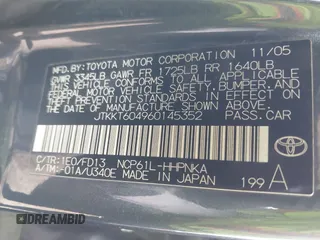 MFD. BY: TOYOTA MOTOR CORPORATION 11/05
GVWR 3345LB GAWR FR 1725LB RR 1640LB
THIS VEHICLE CONFORMS TO ALL APPLICABLE
FEDERAL MOTOR VEHICLE SAFETY, BUMPER, AND
THEFT PREVENTION STANDARDS IN EFFECT ON
THE DATE OF MANUFACTURE SHOWN ABOVE.
JTKKT604960145352 PASS.CAR
C/TR:1E0/FD13 NCP61L-HHPNKA
A/TM:-01A/U340E MADE IN JAPAN
TOYOTA
199 A
© COPYRIGHT